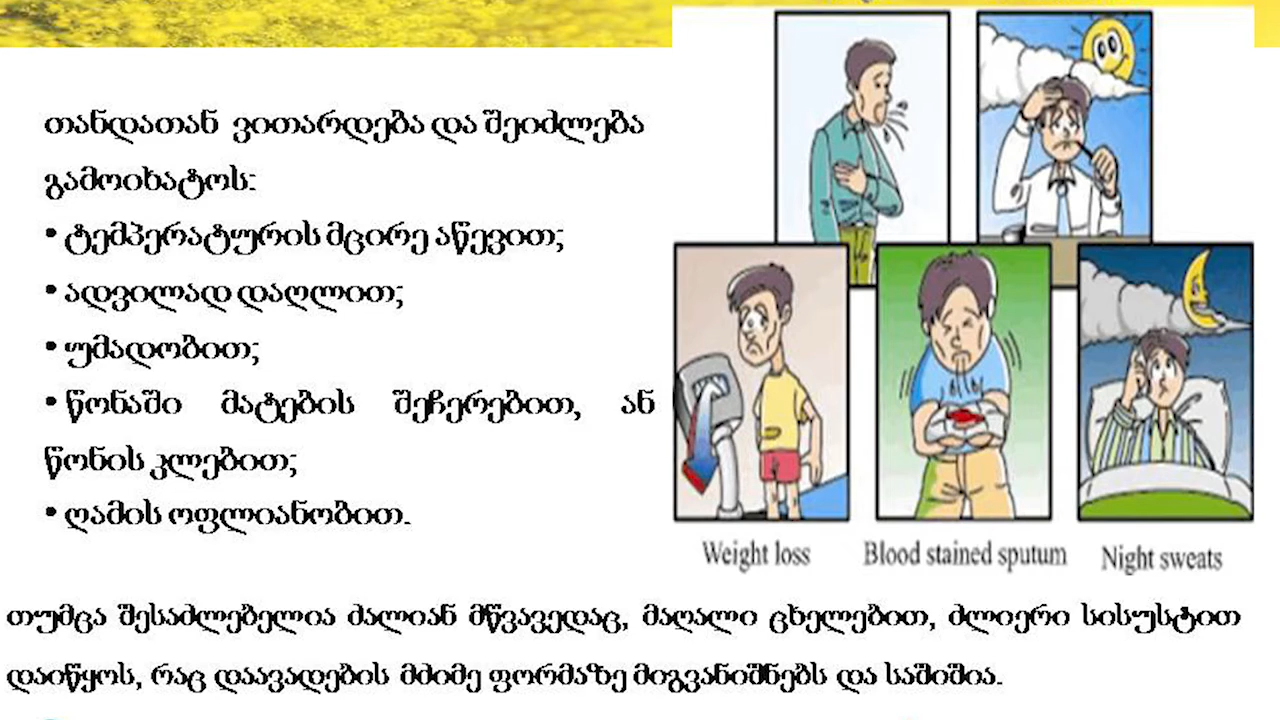 თანდათან ვითარდება და შეიძლება
გამოიხატოს:
• ტემპერატურის მცირე აწევით;
• ადვილად დაღლით;
• უმადობით;
• წონაში მატების შეჩერებით, ან
წონის კლებით;
• ღამის ოფლიანობით.
Weight loss
Blood stained sputum
Night sweats
თუმცა შესაძლებელია ძალიან მწვავედაც, მაღალი ცხელებით, ძლიერი სისუსტით
დაიწყოს, რაც დაავადების მძიმე ფორმაზე მიგვანიშნებს და საშიშია.